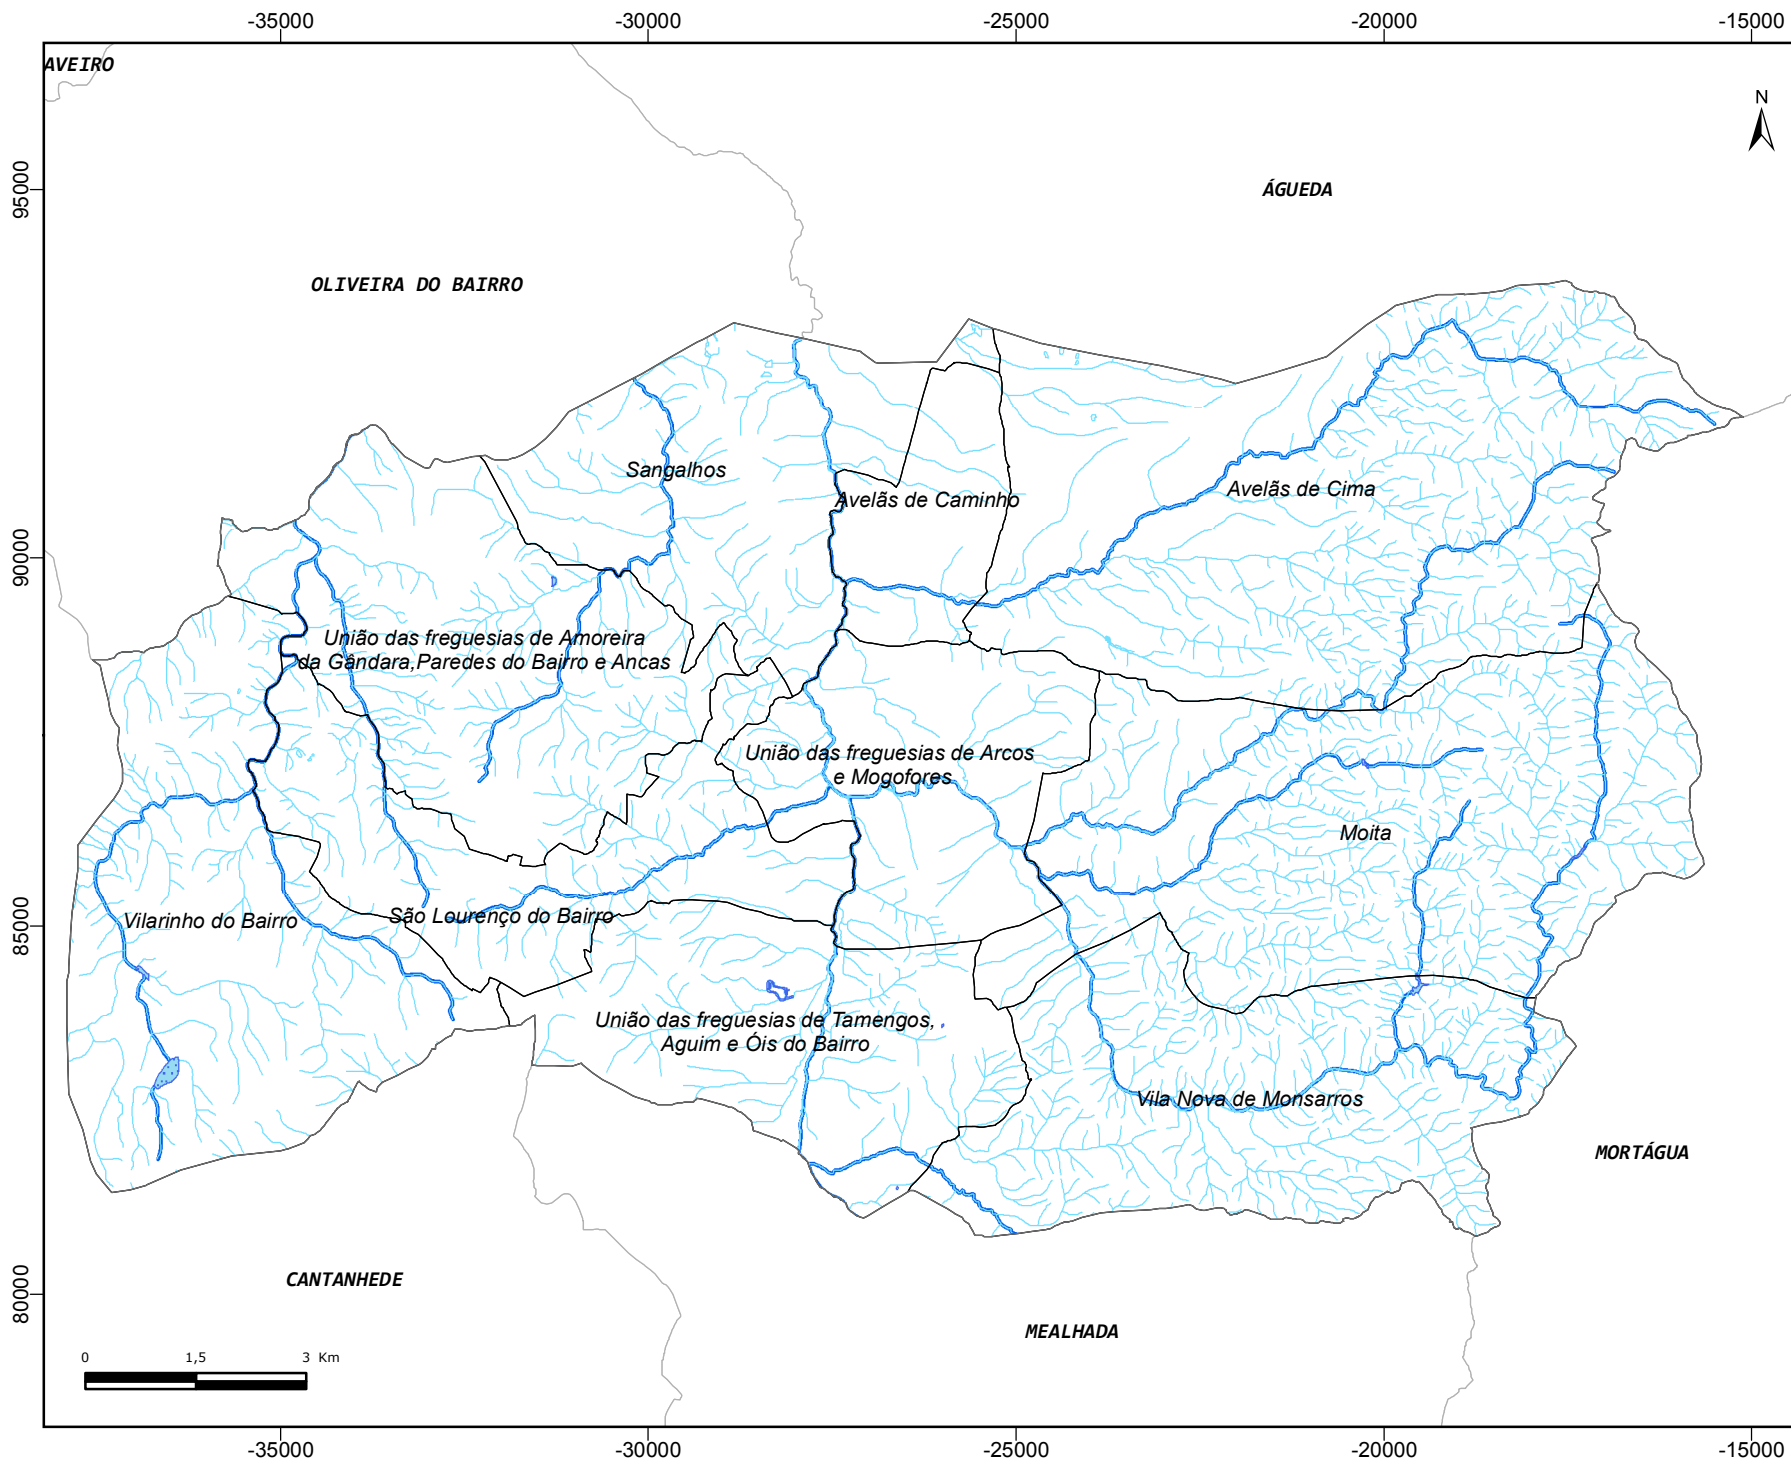 -35000
-30000
-25000
-20000
-15000
AVEIRO
N
95000
ÁGUEDA
OLIVEIRA DO BAIRRO
Sangalhos
Avelãs de Caminho
Avelãs de Cima
90000
União das freguesias de Amoreira
da Gândara,Paredes do Bairro e Ancas
União das freguesias de Arcos
e Mogofores
Moita
85000
Vilarinho do Bairro
São Lourenço do Bairro
União das freguesias de Tamengos,
Aguim e Óis do Bairro
Vila Nova de Monsarros
MORTÁGUA
80000
CANTANHEDE
MEALHADA
0
1,5
3 Km
-35000
-30000
-25000
-20000
-15000